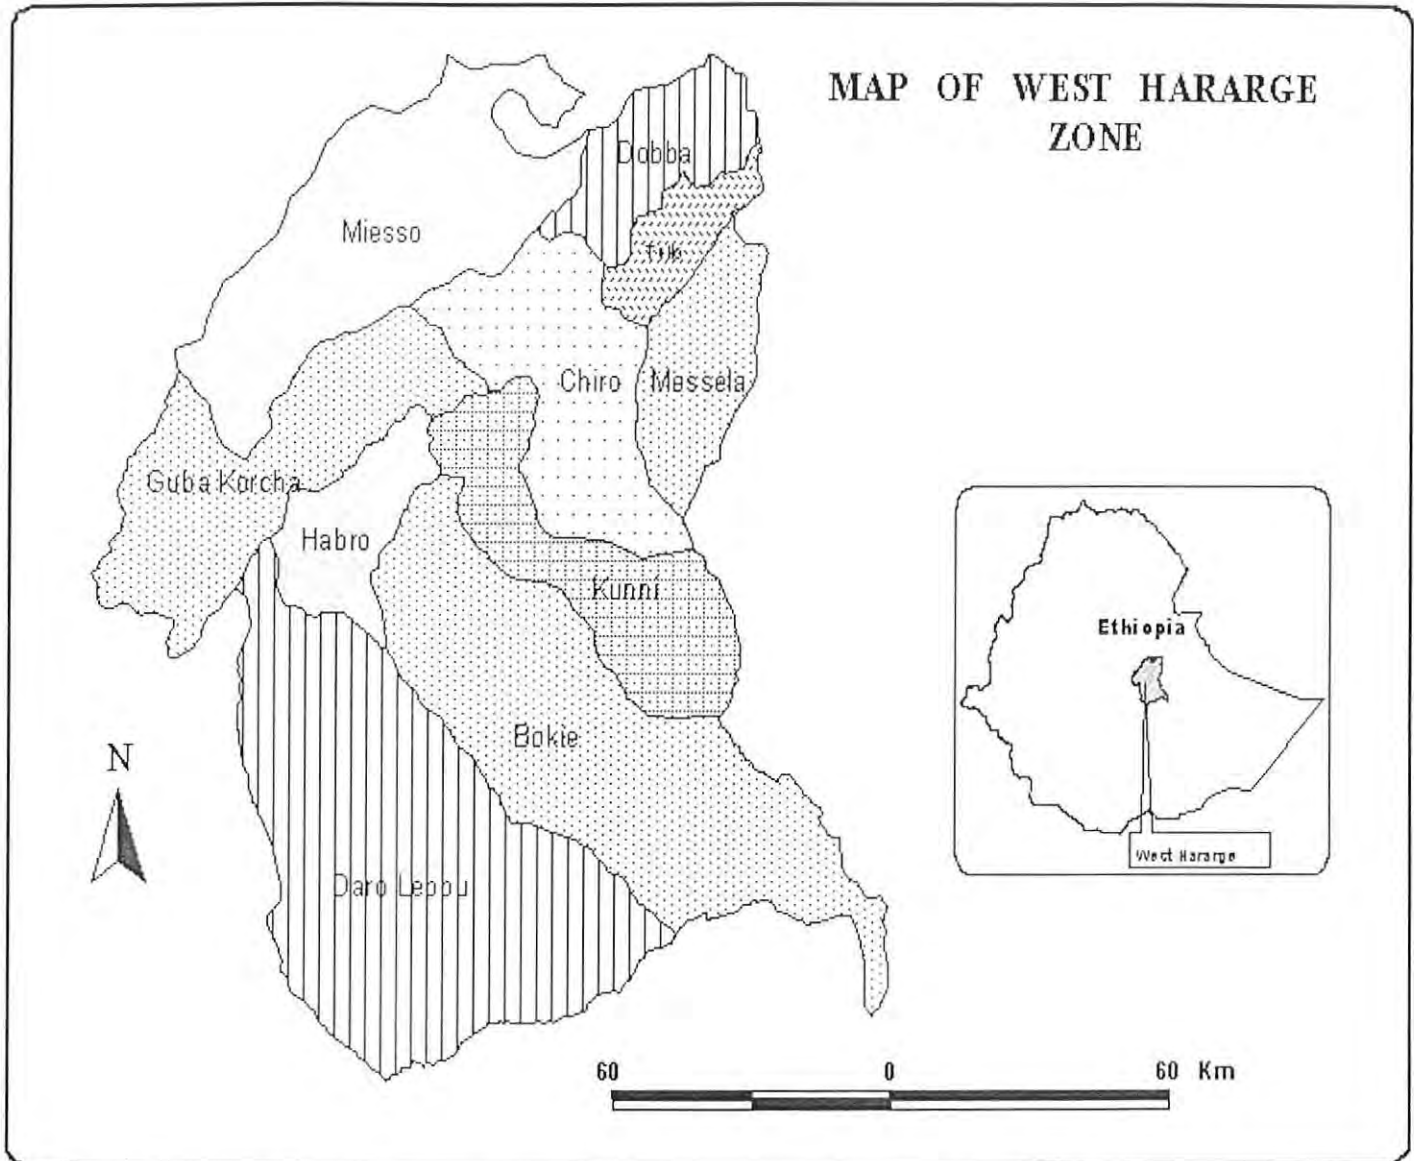 MAP OF WEST HARARGE
ZONE
Dobba
Miesso
Chiro
Messela
Guba Korcha
Habro
Kunni
Ethiopia
Bokie
N
West Hararge
Daro Lebbu
60 0 60 Km